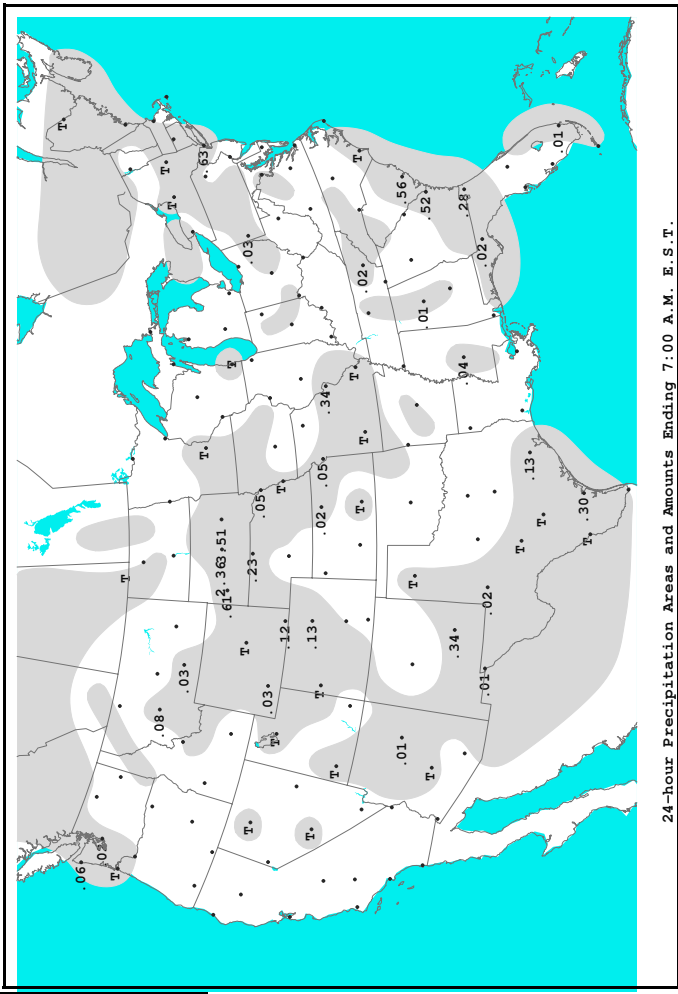 T
.06
.02
T
T
.08
T
T
.03
.63
T
2.36
3.51
.61
T
T
.03
T
.23
.05
.03
T
T
.12
T
.13
T
.02
.05
.34
T
T
T
T
.02
T
.01
.56
T
.01
.52
T
.34
.04
.28
.02
.01
.02
T
.13
T
.01
.30
T
24-hour Precipitation Areas and Amounts Ending 7:00 A.M. E.S.T.